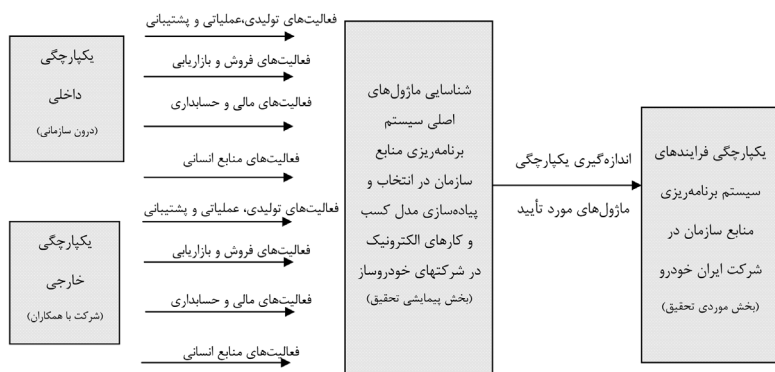 یکپارچگی
داخلی
(درون سازمانی)
فعالیت‌های تولیدی،عملیاتی و پشتیبانی
فعالیت‌های فروش و بازاریابی
فعالیت‌های مالی و حسابداری
فعالیت‌های منابع انسانی
یکپارچگی
خارجی
(شرکت با همکاران)
فعالیت‌های تولیدی، عملیاتی و پشتیبانی
فعالیت‌های فروش و بازاریابی
فعالیت‌های مالی و حسابداری
فعالیت‌های منابع انسانی
شناسایی ماژول‌های
اصلی سیستم
برنامه‌ریزی منابع
سازمان در انتخاب و
پیاده‌سازی مدل کسب
و کارهای الکترونیک
در شرکتهای خودروساز
(بخش پیمایشی تحقیق)
اندازه‌گیری یکپارچگی
ماژول‌های مورد تأیید
یکپارچگی فرایندهای
سیستم برنامه‌ریزی
منابع سازمان در
شرکت ایران خودرو
(بخش موردی تحقیق)